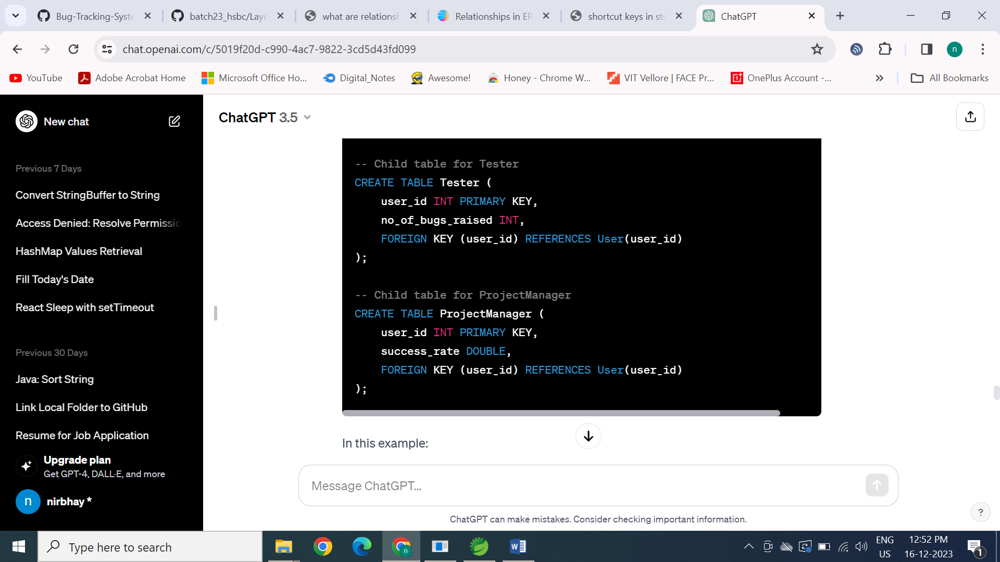 Bug-Tracking-Syste
batch23_hsbc/Laye
what are relationsh
Relationships in ER
shortcut keys in sts
ChatGPT
chat.openai.com/c/5019f20d-c990-4ac7-9822-3cd5d43fd099
n
YouTube
Adobe Acrobat Home
Microsoft Office Ho...
Digital_Notes
Awesome!
Honey - Chrome W...
VIT Vellore | FACE Pr...
OnePlus Account -...
All Bookmarks
New chat
Previous 7 Days
Convert StringBuffer to String
Access Denied: Resolve Permissio
HashMap Values Retrieval
Fill Today's Date
React Sleep with setTimeout
Previous 30 Days
Java: Sort String
Link Local Folder to GitHub
Resume for Job Application
Upgrade plan
Get GPT-4, DALL·E, and more
n
nirbhay *
ChatGPT 3.5
-- Child table for Tester
CREATE TABLE Tester (
    user_id INT PRIMARY KEY,
    no_of_bugs_raised INT,
    FOREIGN KEY (user_id) REFERENCES User(user_id)
);
-- Child table for ProjectManager
CREATE TABLE ProjectManager (
    user_id INT PRIMARY KEY,
    success_rate DOUBLE,
    FOREIGN KEY (user_id) REFERENCES User(user_id)
);
In this example:
Message ChatGPT...
ChatGPT can make mistakes. Consider checking important information.
?
Type here to search
n
W
ENG
US
12:52 PM
16-12-2023
1